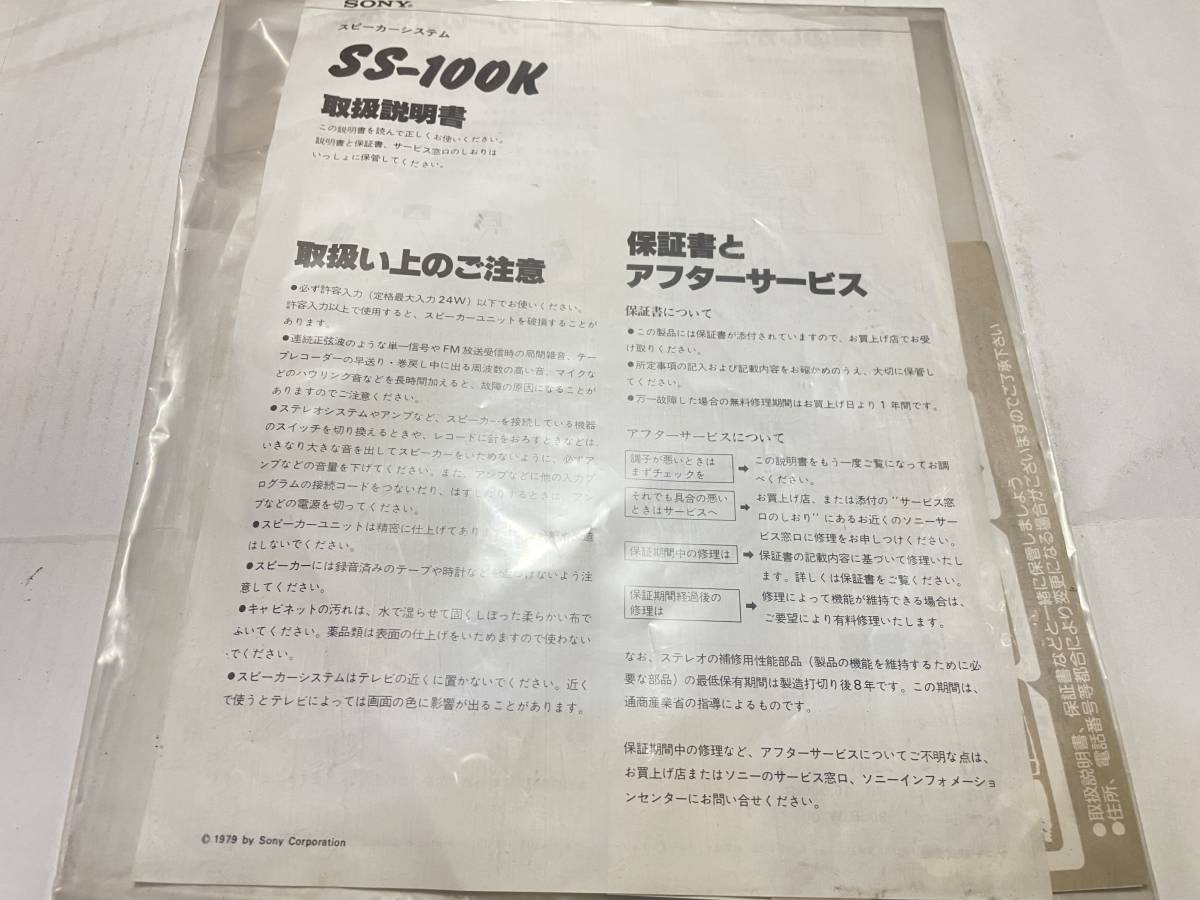 SONY
スピーカーシステム
SS-100K
取扱説明書
この説明書を読んで正しくお使いください。
説明書と保証書、サービス窓口のしおりは
いっしょに保管してください。
取扱い上のご注意
●必ず許容入力（定格最大入力24W）以下でお使いください。
許容入力以上で使用すると、スピーカーユニットを破損することが
あります。
●連続正弦波のような単一信号やFM放送受信時の局間雑音、テー
プレコーダーの早送り・巻戻し中に出る周波数の高い音、マイクな
どのハウリング音などを長時間加えると、故障の原因になることが
ありますのでご注意ください。
●ステレオシステムやアンプなど、スピーカーを接続している機器
のスイッチを切り換えるときや、レコードに針をおろすときなどは、
いきなり大きな音を出してスピーカーをいためないように、必ずア
ンプなどの音量を下げてください。また、アンプなどに他の入力プ
ログラムの接続コードをつないだり、はずしたりするときは、アン
プなどの電源を切ってください。
●スピーカーユニットは精密に仕上げてあります
はしないでください。
●スピーカーには録音済みのテープや時計などを近づけないよう注
意してください。
●キャビネットの汚れは、水で湿らせて固くしぼった柔らかい布で
ふいてください。薬品類は表面の仕上げをいためますので使わない
でください。
●スピーカーシステムはテレビの近くに置かないでください。近く
で使うとテレビによっては画面の色に影響が出ることがあります。
© 1979 by Sony Corporation
保証書と
アフターサービス
保証書について
●この製品には保証書が添付されていますので、お買上げ店でお受
け取りください。
●所定事項の記入および記載内容をお確かめのうえ、大切に保管し
てください。
●万一故障した場合の無料修理期間はお買上げ日より1年間です。
アフターサービスについて
調子が悪いときは
まずチェックを
➡ この説明書をもう一度ご覧になってお調
べください。
それでも具合の悪い
ときはサービスへ
➡ お買上げ店、または添付の“サービス窓
口のしおり”にあるお近くのソニーサー
ビス窓口に修理をお申しつけください。
保証期間中の修理は
➡ 保証書の記載内容に基づいて修理いたし
ます。詳しくは保証書をご覧ください。
保証期間経過後の
修理は
➡ 修理によって機能が維持できる場合は、
ご要望により有料修理いたします。
なお、ステレオの補修用性能部品（製品の機能を維持するために必
要な部品）の最低保有期間は製造打切り後8年です。この期間は、
通商産業省の指導によるものです。
保証期間中の修理など、アフターサービスについてご不明な点は、
お買上げ店またはソニーのサービス窓口、ソニーインフォメーショ
ンセンターにお問い合せください。
●取扱説明書、保証書などと一緒に保管しましょう
●住所、電話番号等都合により変更になる場合がございますのでご了承下さい